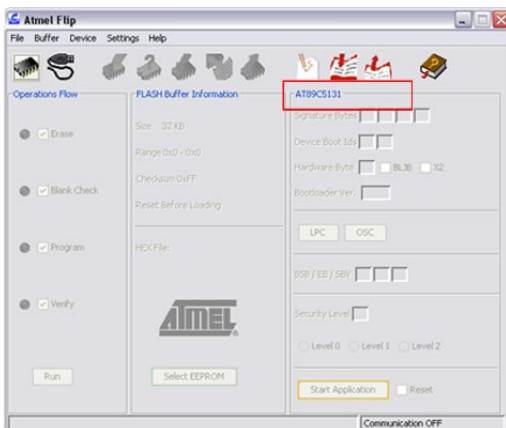 Atmel Flip
File Buffer Device Settings Help
Operations Flow
Erase
Blank Check
Program
Verify
Run
FLASH Buffer Information
Size 32 KB
Range 0x0 - 0x0
Checksum 0xFF
Reset Before Loading
HEX File:
ATMEL
Select EEPROM
AT89C5131
Signature Bytes
Device Boot Ids
Hardware Byte BLJB X2
Bootloader Ver.
LPC OSC
BSB / EB / SBV
Security Level
Level 0 Level 1 Level 2
Start Application Reset
Communication OFF